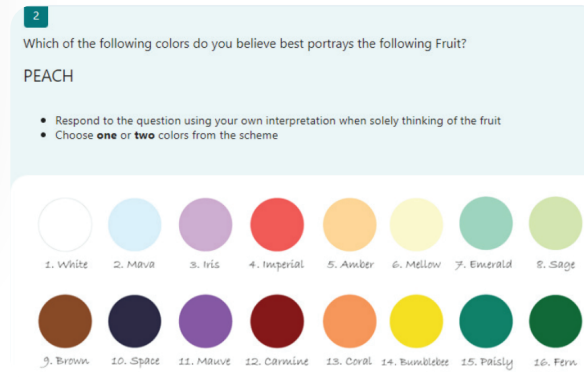 2
Which of the following colors do you believe best portrays the following Fruit?
PEACH
• Respond to the question using your own interpretation when solely thinking of the fruit
• Choose one or two colors from the scheme
1. White 2. Mava 3. Iris 4. Imperial 5. Amber 6. Mellow 7. Emerald 8. Sage
9. Brown 10. Space 11. Mauve 12. Carmine 13. Coral 14. Bumblebee 15. Paisly 16. Fern